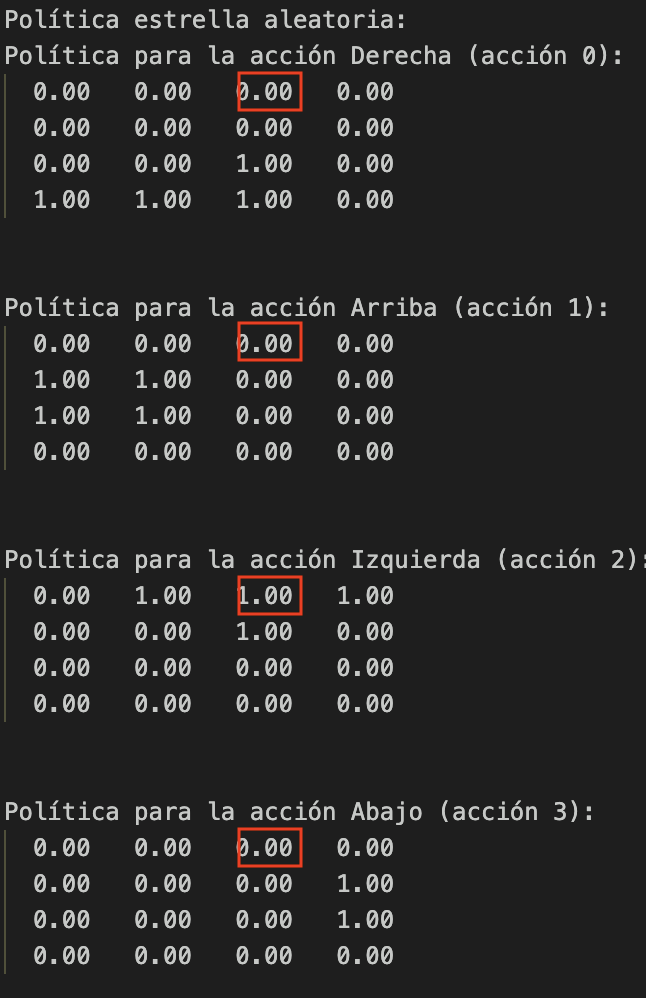 Política estrella aleatoria:
Política para la acción Derecha (acción 0):
0.00 0.00 0.00 0.00
0.00 0.00 0.00 0.00
0.00 0.00 1.00 0.00
1.00 1.00 1.00 0.00
Política para la acción Arriba (acción 1):
0.00 0.00 0.00 0.00
1.00 1.00 0.00 0.00
1.00 1.00 0.00 0.00
0.00 0.00 0.00 0.00
Política para la acción Izquierda (acción 2):
0.00 1.00 1.00 1.00
0.00 0.00 1.00 0.00
0.00 0.00 0.00 0.00
0.00 0.00 0.00 0.00
Política para la acción Abajo (acción 3):
0.00 0.00 0.00 0.00
0.00 0.00 0.00 1.00
0.00 0.00 0.00 1.00
0.00 0.00 0.00 0.00